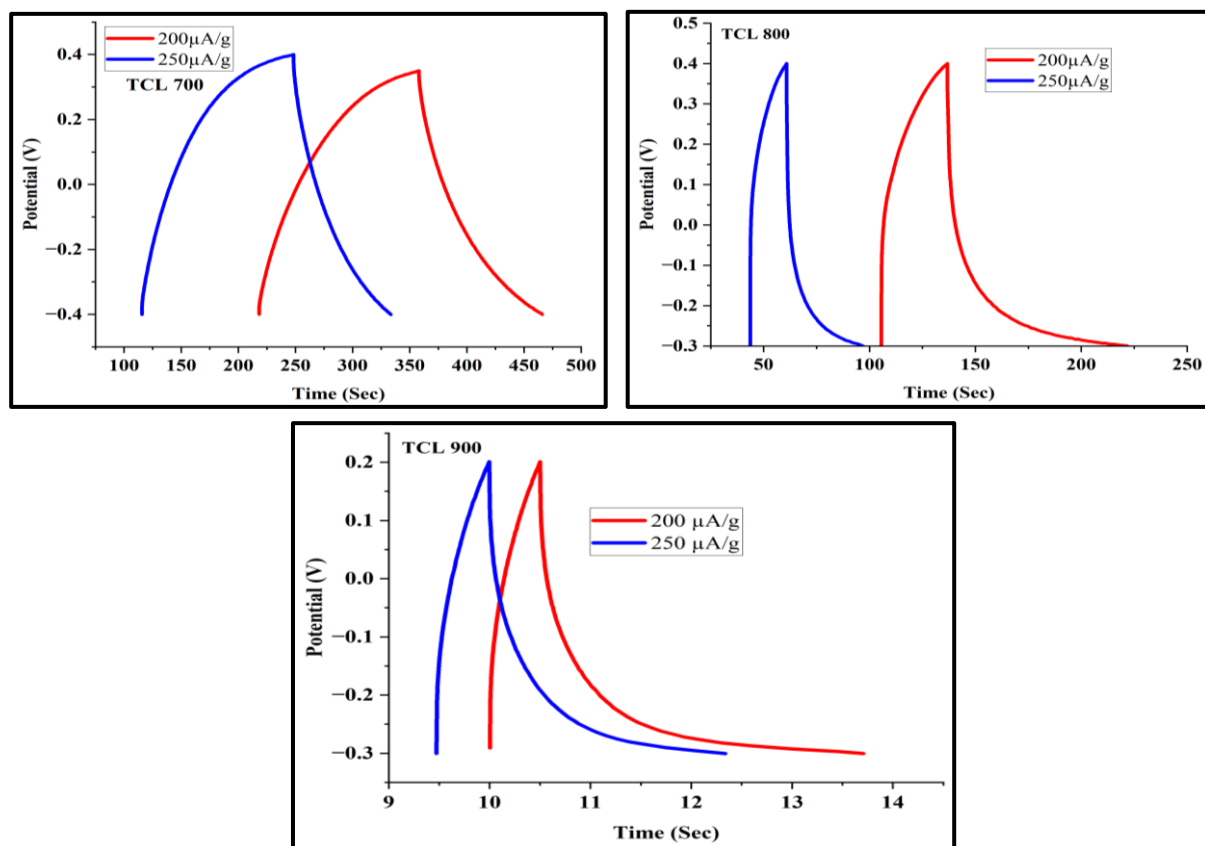 200µA/g
250µA/g
TCL 700
Potential (V)
0.4
0.2
0.0
−0.2
−0.4
100 150 200 250 300 350 400 450 500
Time (Sec)
TCL 800
200µA/g
250µA/g
Potential (V)
0.5
0.4
0.3
0.2
0.1
0.0
−0.1
−0.2
−0.3
50 100 150 200 250
Time (Sec)
TCL 900
200 µA/g
250 µA/g
Potential (V)
0.2
0.1
0.0
−0.1
−0.2
−0.3
9 10 11 12 13 14
Time (Sec)